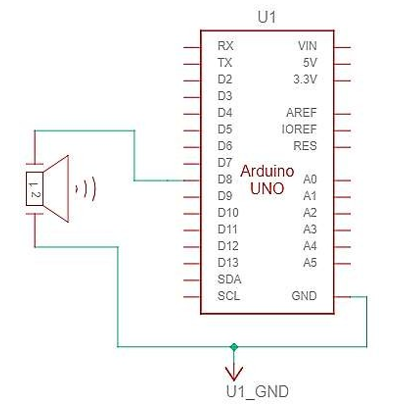 U1
RX VIN
TX 5V
D2 3.3V
D3
D4 AREF
D5 IOREF
D6 RES
D7
Arduino
D8 A0
UNO
D9 A1
D10 A2
D11 A3
D12 A4
D13 A5
SDA
SCL GND
1 2
U1_GND